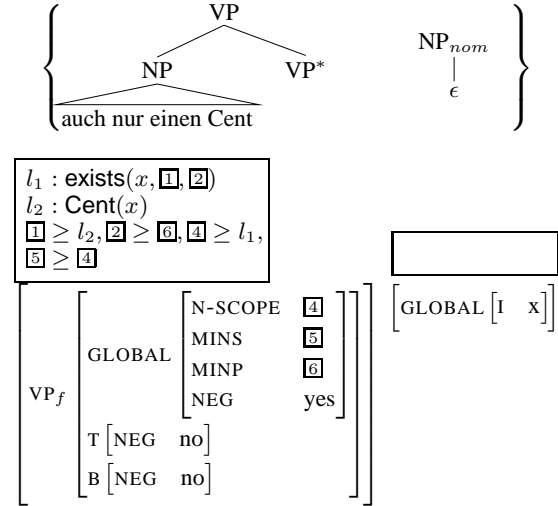 VP
NP VP* NP_nom
ϵ
auch nur einen Cent
l₁ : exists(x, 1, 2)
l₂ : Cent(x)
1 ≥ l₂, 2 ≥ 6, 4 ≥ l₁,
5 ≥ 4
N-SCOPE 4
GLOBAL [I x]
MINS 5
GLOBAL
MINP 6
VP_f
NEG yes
T [NEG no]
B [NEG no]